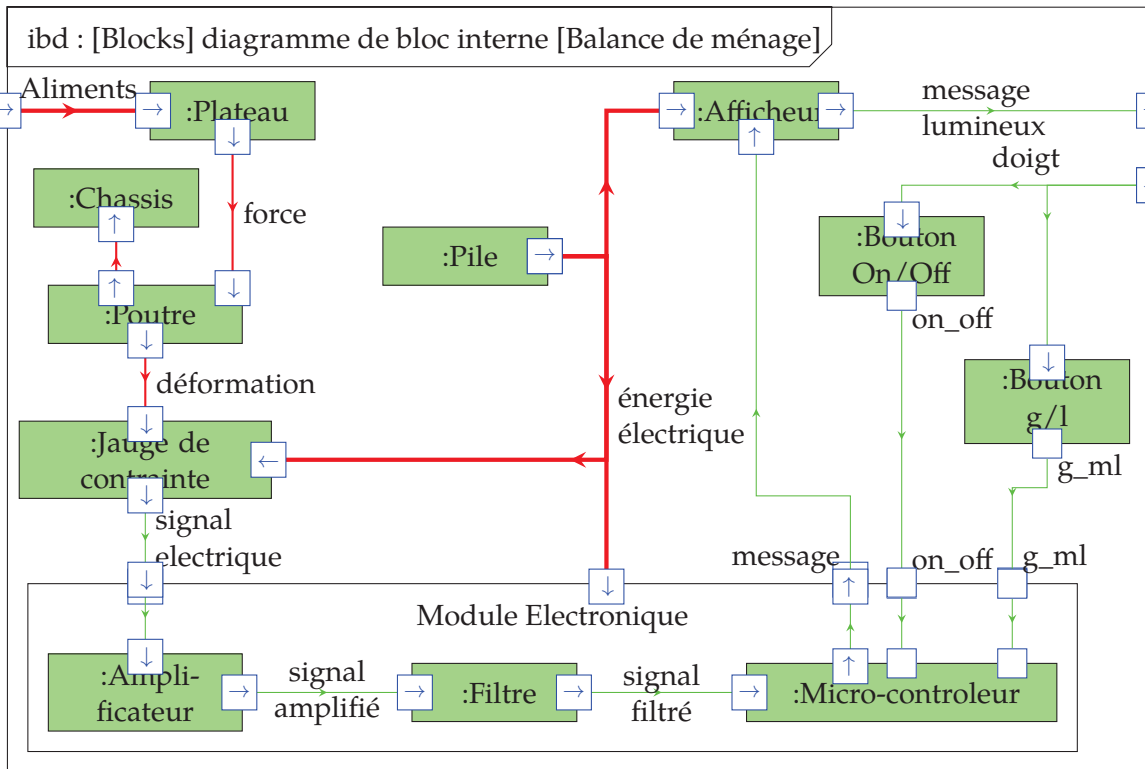 ibd : [Blocks] diagramme de bloc interne [Balance de ménage]
Aliments
:Plateau
:Afficheur
message
lumineux
doigt
:Chassis
force
:Pile
:Bouton
On/Off
on_off
:Poutre
déformation
énergie
électrique
:Bouton
g/l
g_ml
:Jauge de
contrainte
signal
electrique
message
on_off
g_ml
Module Electronique
:Ampli-
ficateur
signal
amplifié
:Filtre
signal
filtré
:Micro-controleur